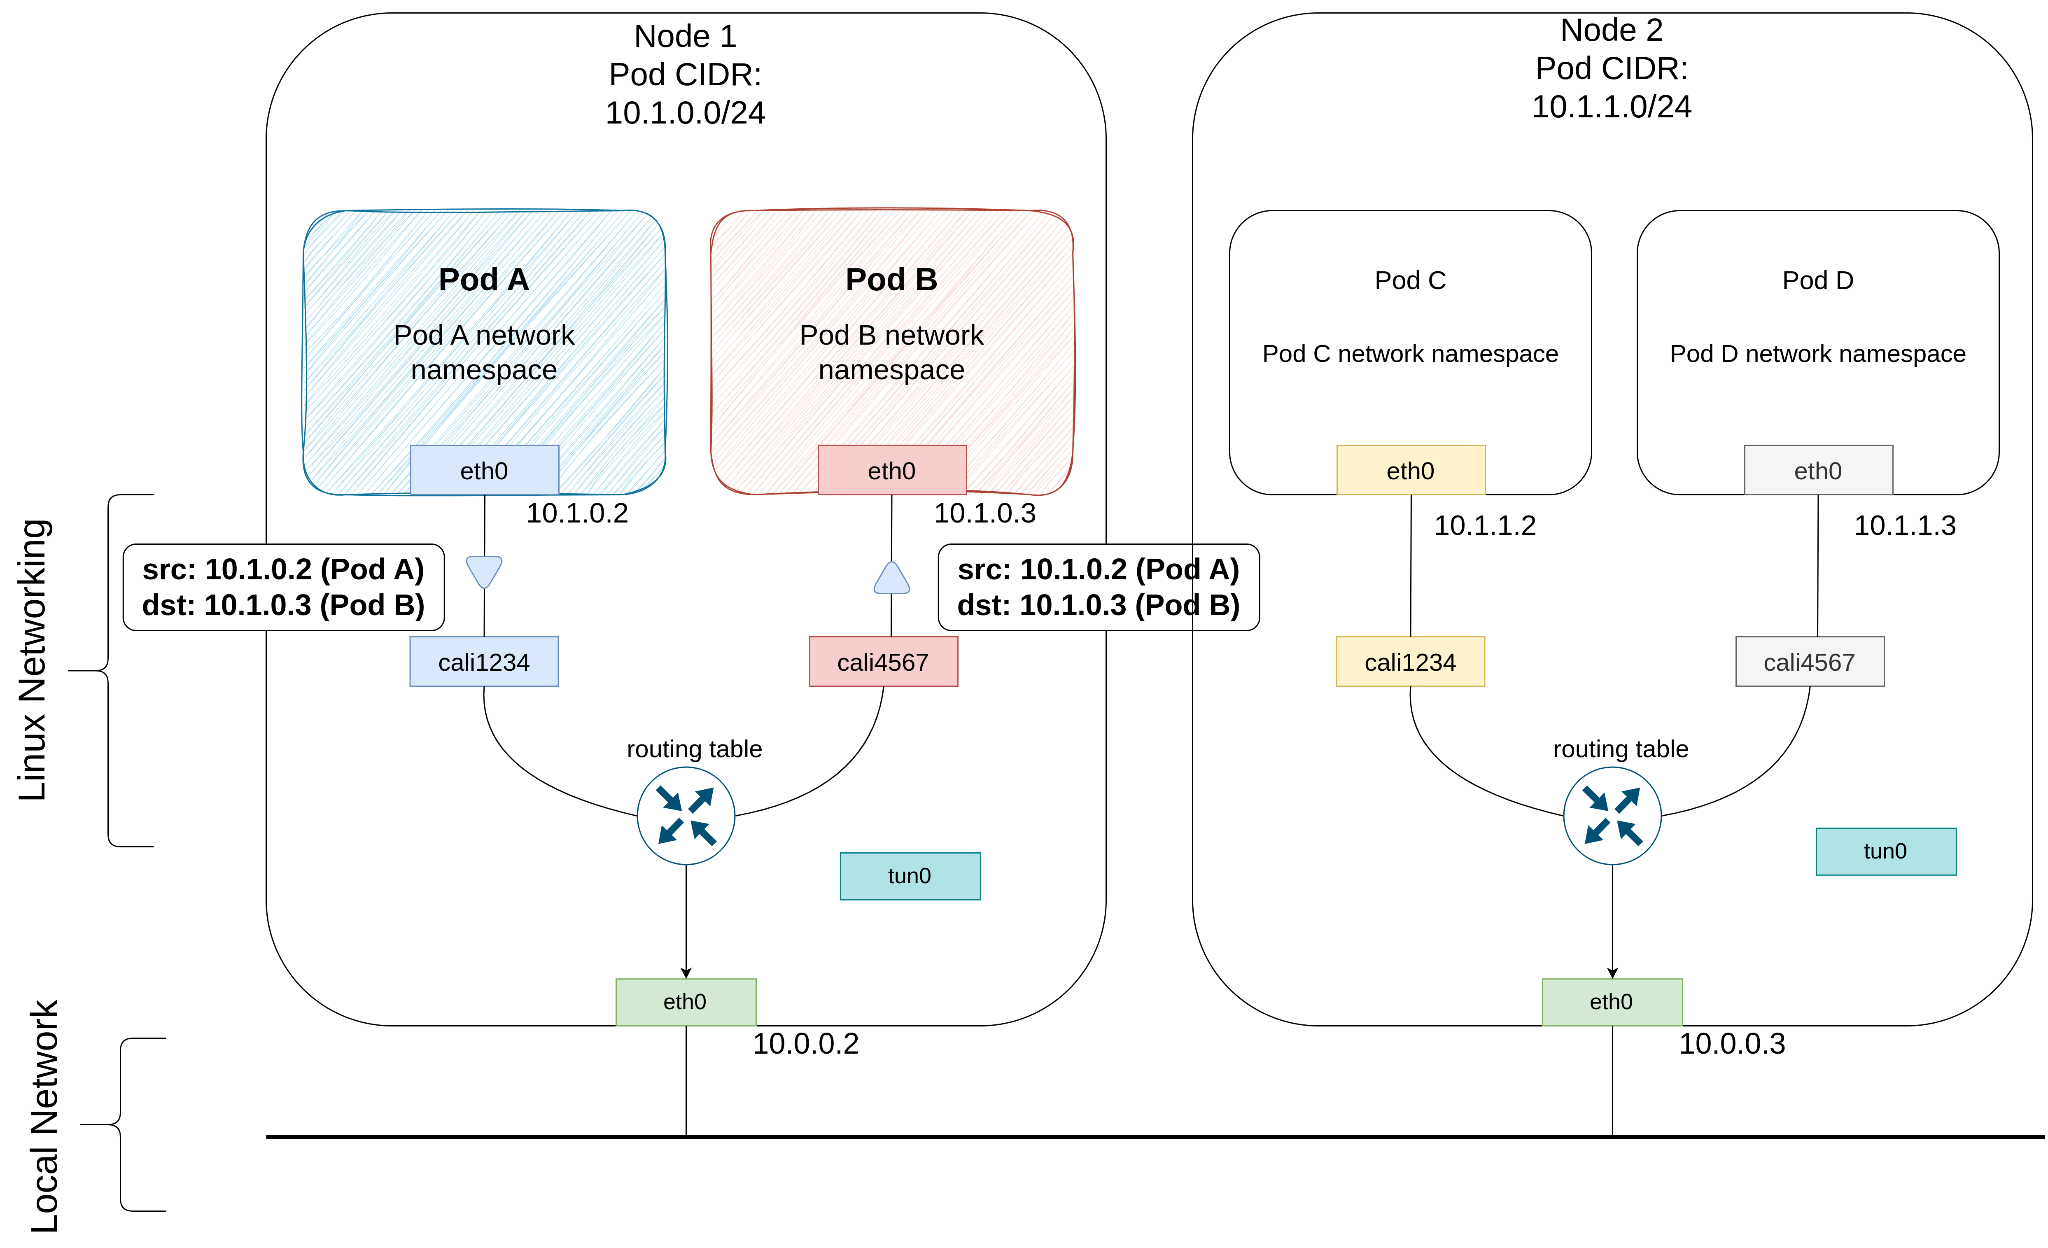 Node 1
Pod CIDR:
10.1.0.0/24
Node 2
Pod CIDR:
10.1.1.0/24
Pod A
Pod A network
namespace
eth0
10.1.0.2
Pod B
Pod B network
namespace
eth0
10.1.0.3
Pod C
Pod C network namespace
eth0
10.1.1.2
Pod D
Pod D network namespace
eth0
10.1.1.3
Linux Networking
src: 10.1.0.2 (Pod A)
dst: 10.1.0.3 (Pod B)
src: 10.1.0.2 (Pod A)
dst: 10.1.0.3 (Pod B)
cali1234
cali4567
cali1234
cali4567
routing table
routing table
tun0
tun0
eth0
10.0.0.2
eth0
10.0.0.3
Local Network